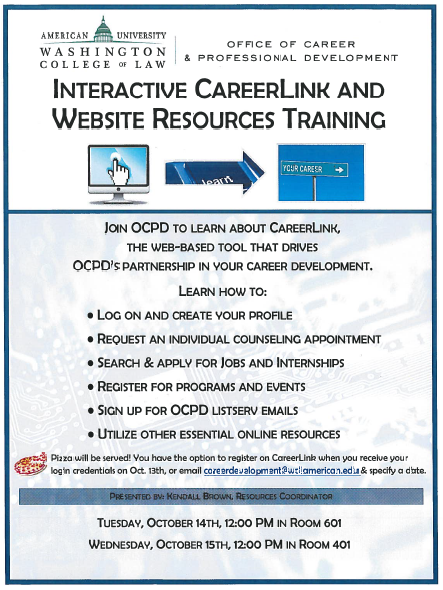 AMERICAN UNIVERSITY
WASHINGTON
COLLEGE OF LAW
OFFICE OF CAREER
& PROFESSIONAL DEVELOPMENT
INTERACTIVE CAREERLINK AND
WEBSITE RESOURCES TRAINING
learn
YOUR CAREER
JOIN OCPD TO LEARN ABOUT CAREERLINK,
THE WEB-BASED TOOL THAT DRIVES
OCPD'S PARTNERSHIP IN YOUR CAREER DEVELOPMENT.
LEARN HOW TO:
• LOG ON AND CREATE YOUR PROFILE
• REQUEST AN INDIVIDUAL COUNSELING APPOINTMENT
• SEARCH & APPLY FOR JOBS AND INTERNSHIPS
• REGISTER FOR PROGRAMS AND EVENTS
• SIGN UP FOR OCPD LISTSERV EMAILS
• UTILIZE OTHER ESSENTIAL ONLINE RESOURCES
Pizza will be served! You have the option to register on CareerLink when you receive your
login credentials on Oct. 13th, or email careerdevelopment@wcl.american.edu & specify a date.
PRESENTED BY: KENDALL BROWN, RESOURCES COORDINATOR
TUESDAY, OCTOBER 14TH, 12:00 PM IN ROOM 601
WEDNESDAY, OCTOBER 15TH, 12:00 PM IN ROOM 401